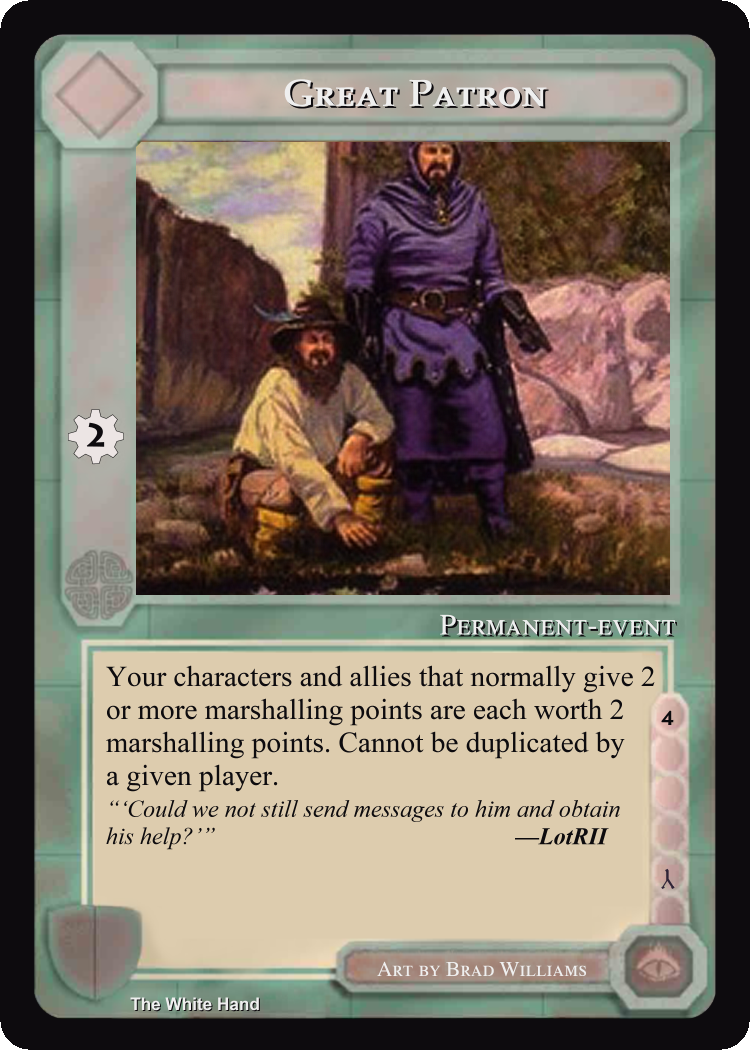 Great Patron
2
Permanent-event
Your characters and allies that normally give 2
or more marshalling points are each worth 2
marshalling points. Cannot be duplicated by
a given player.
“‘Could we not still send messages to him and obtain
his help?’” —LotRII
4
Art by Brad Williams
The White Hand